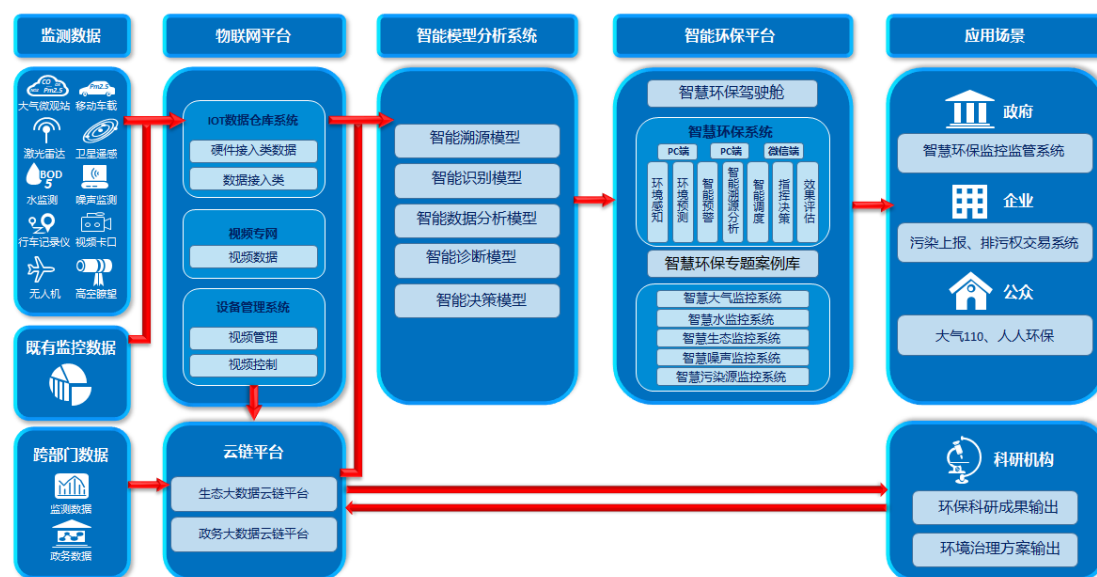 监测数据
物联网平台
智能模型分析系统
智能环保平台
应用场景
CO
Pm2.5
大气微观站
Pm2.5
移动车载
激光雷达
卫星遥感
BOD
5
水监测
噪声监测
行车记录仪
视频卡口
无人机
高空瞭望
既有监控数据
跨部门数据
监测数据
政务数据
IOT数据仓库系统
硬件接入类数据
数据接入类
视频专网
视频数据
设备管理系统
视频管理
视频控制
云链平台
生态大数据云链平台
政务大数据云链平台
智能溯源模型
智能识别模型
智能数据分析模型
智能诊断模型
智能决策模型
智慧环保驾驶舱
智慧环保系统
PC端
PC端
微信端
环境感知
环境预测
智能预警
智能溯源分析
智能调度
指挥决策
效果评估
智慧环保专题案例库
智慧大气监控系统
智慧水监控系统
智慧生态监控系统
智慧噪声监控系统
智慧污染源监控系统
政府
智慧环保监控监管系统
企业
污染上报、排污权交易系统
公众
大气110、人人环保
科研机构
环保科研成果输出
环境治理方案输出